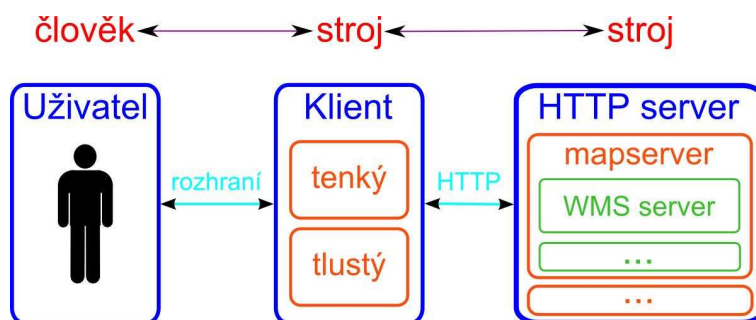 člověk stroj stroj
Uživatel Klient HTTP server
mapserver
tenký
rozhraní HTTP
WMS server
tlustý
...
...